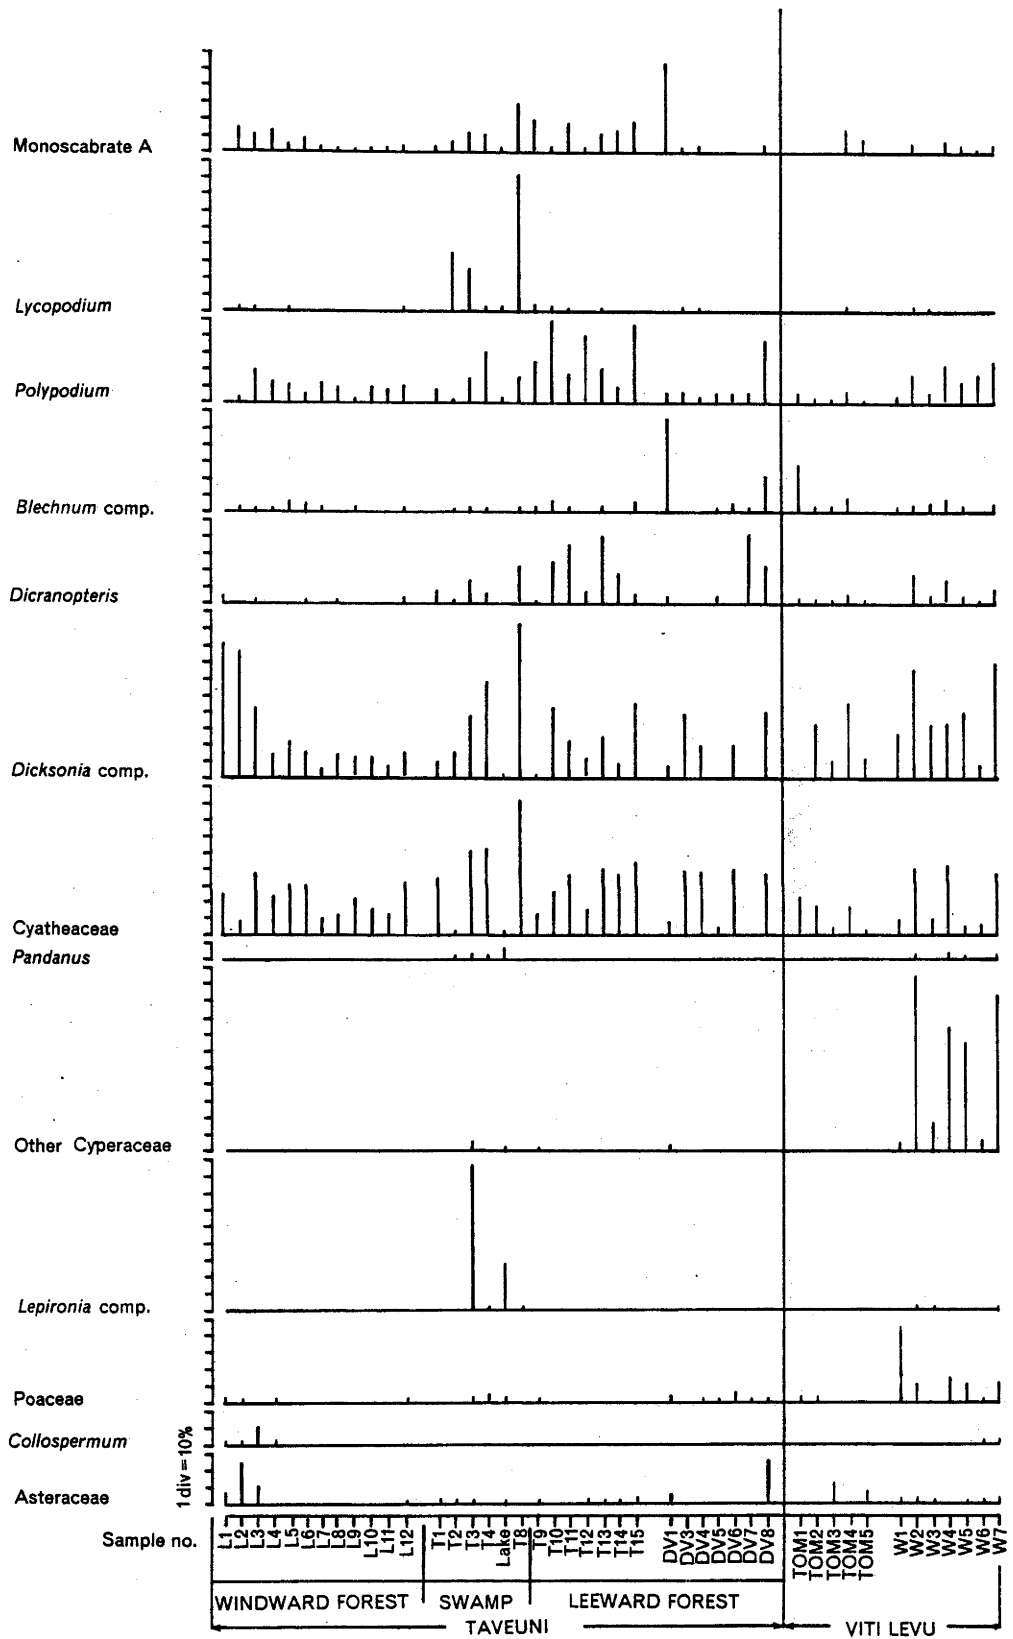 Monoscabrate A
Lycopodium
Polypodium
Blechnum comp.
Dicranopteris
Dicksonia comp.
Cyatheaceae
Pandanus
Other Cyperaceae
Lepironia comp.
Poaceae
Collospermum
Asteraceae
1 div = 10%
Sample no.
L1 L2 L3 L4 L5 L6 L7 L8 L9 L10 L11 L12 T1 T2 T3 T4 Lake T8 T9 T10 T11 T12 T13 T14 T15 DV1 DV3 DV4 DV5 DV6 DV7 DV8 TOM1 TOM2 TOM3 TOM4 TOM5 W1 W2 W3 W4 W5 W6 W7
WINDWARD FOREST SWAMP LEEWARD FOREST
TAVEUNI VITI LEVU